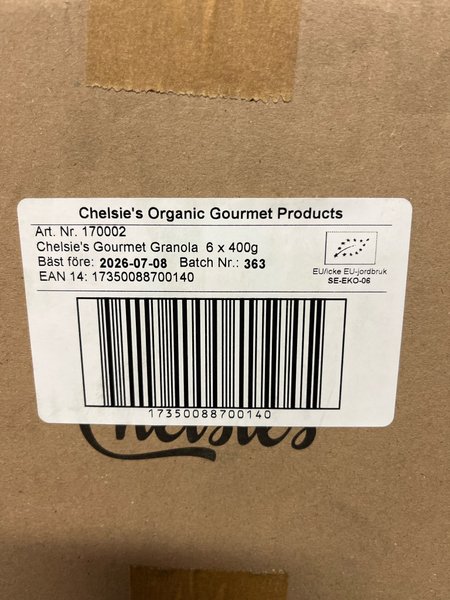 Chelsie's Organic Gourmet Products
Art. Nr. 170002
Chelsie's Gourmet Granola 6 x 400g
Bäst före: 2026-07-08 Batch Nr.: 363
EAN 14: 17350088700140
EU/icke EU-jordbruk
SE-EKO-06
17350088700140
Chelsie's